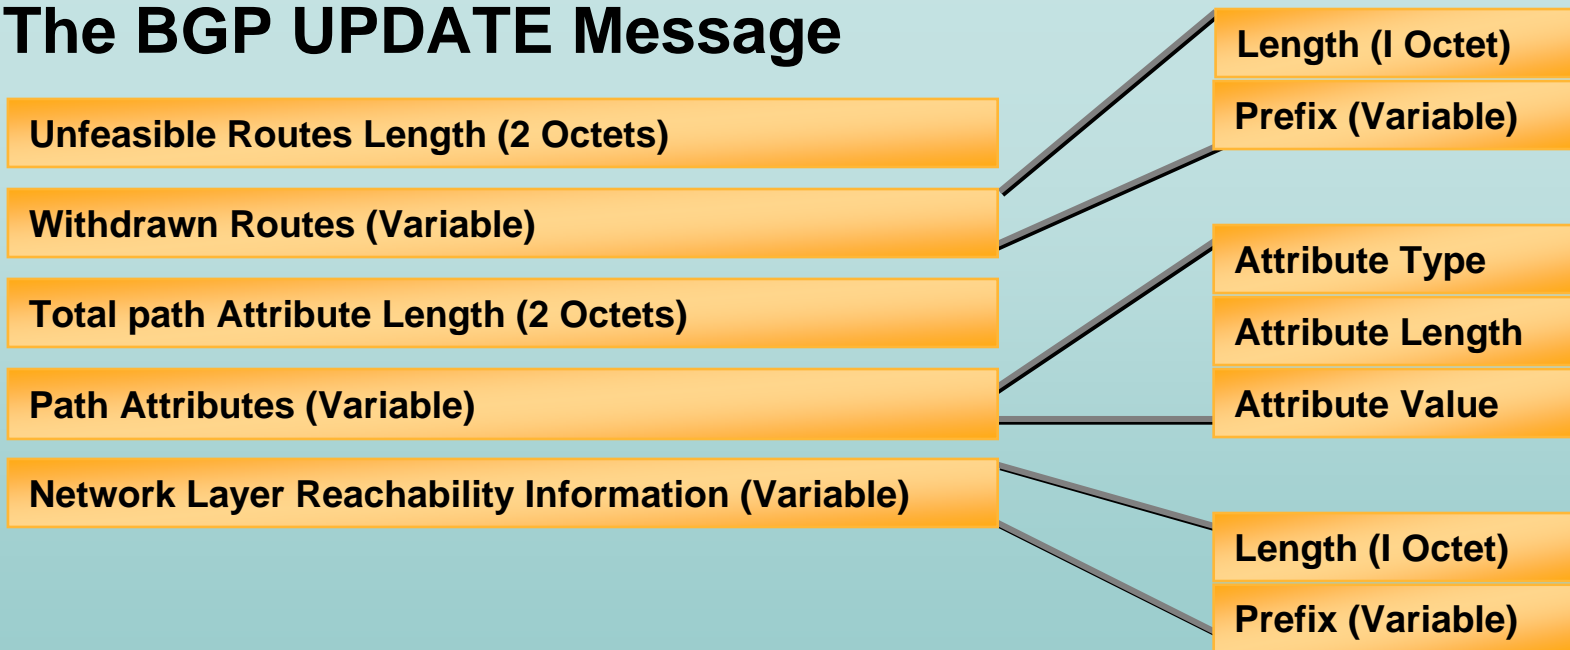 The BGP UPDATE Message
Unfeasible Routes Length (2 Octets)
Withdrawn Routes (Variable)
Total path Attribute Length (2 Octets)
Path Attributes (Variable)
Network Layer Reachability Information (Variable)
Length (I Octet)
Prefix (Variable)
Attribute Type
Attribute Length
Attribute Value
Length (I Octet)
Prefix (Variable)